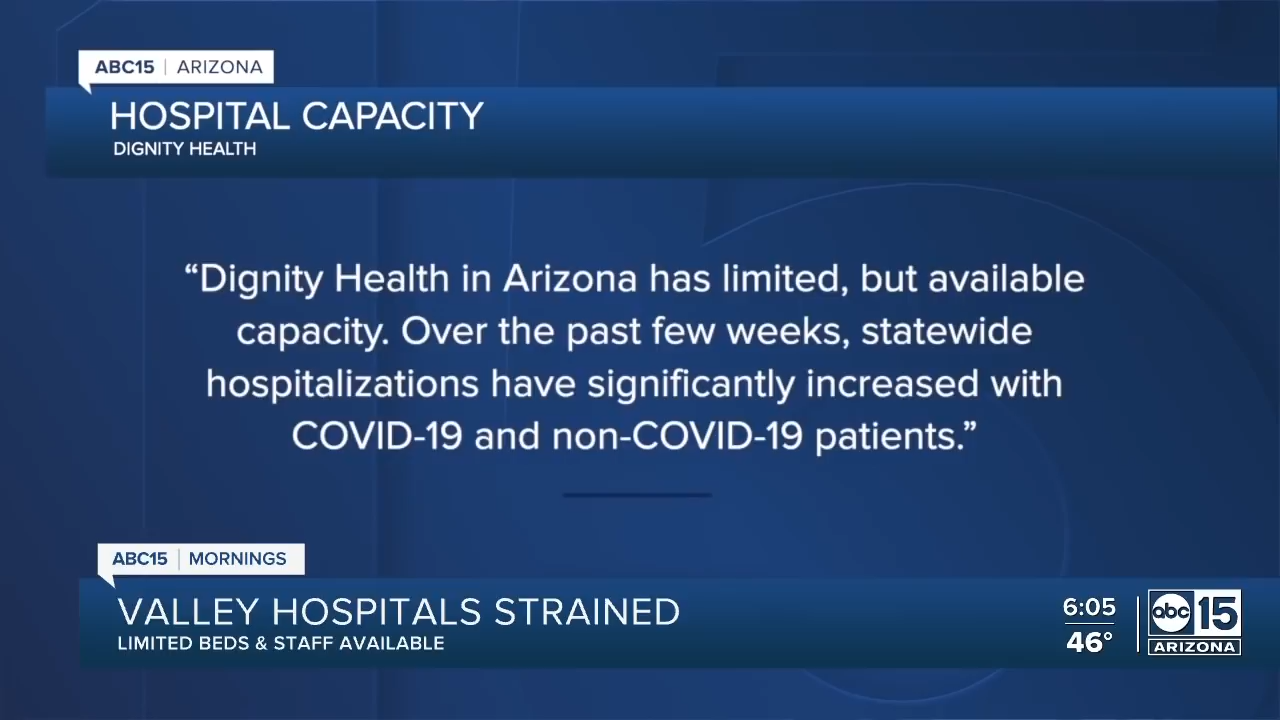 ABC15 | ARIZONA
HOSPITAL CAPACITY
DIGNITY HEALTH
“Dignity Health in Arizona has limited, but available
capacity. Over the past few weeks, statewide
hospitalizations have significantly increased with
COVID-19 and non-COVID-19 patients.”
ABC15 | MORNINGS
VALLEY HOSPITALS STRAINED
LIMITED BEDS & STAFF AVAILABLE
6:05
46°
abc 15
ARIZONA